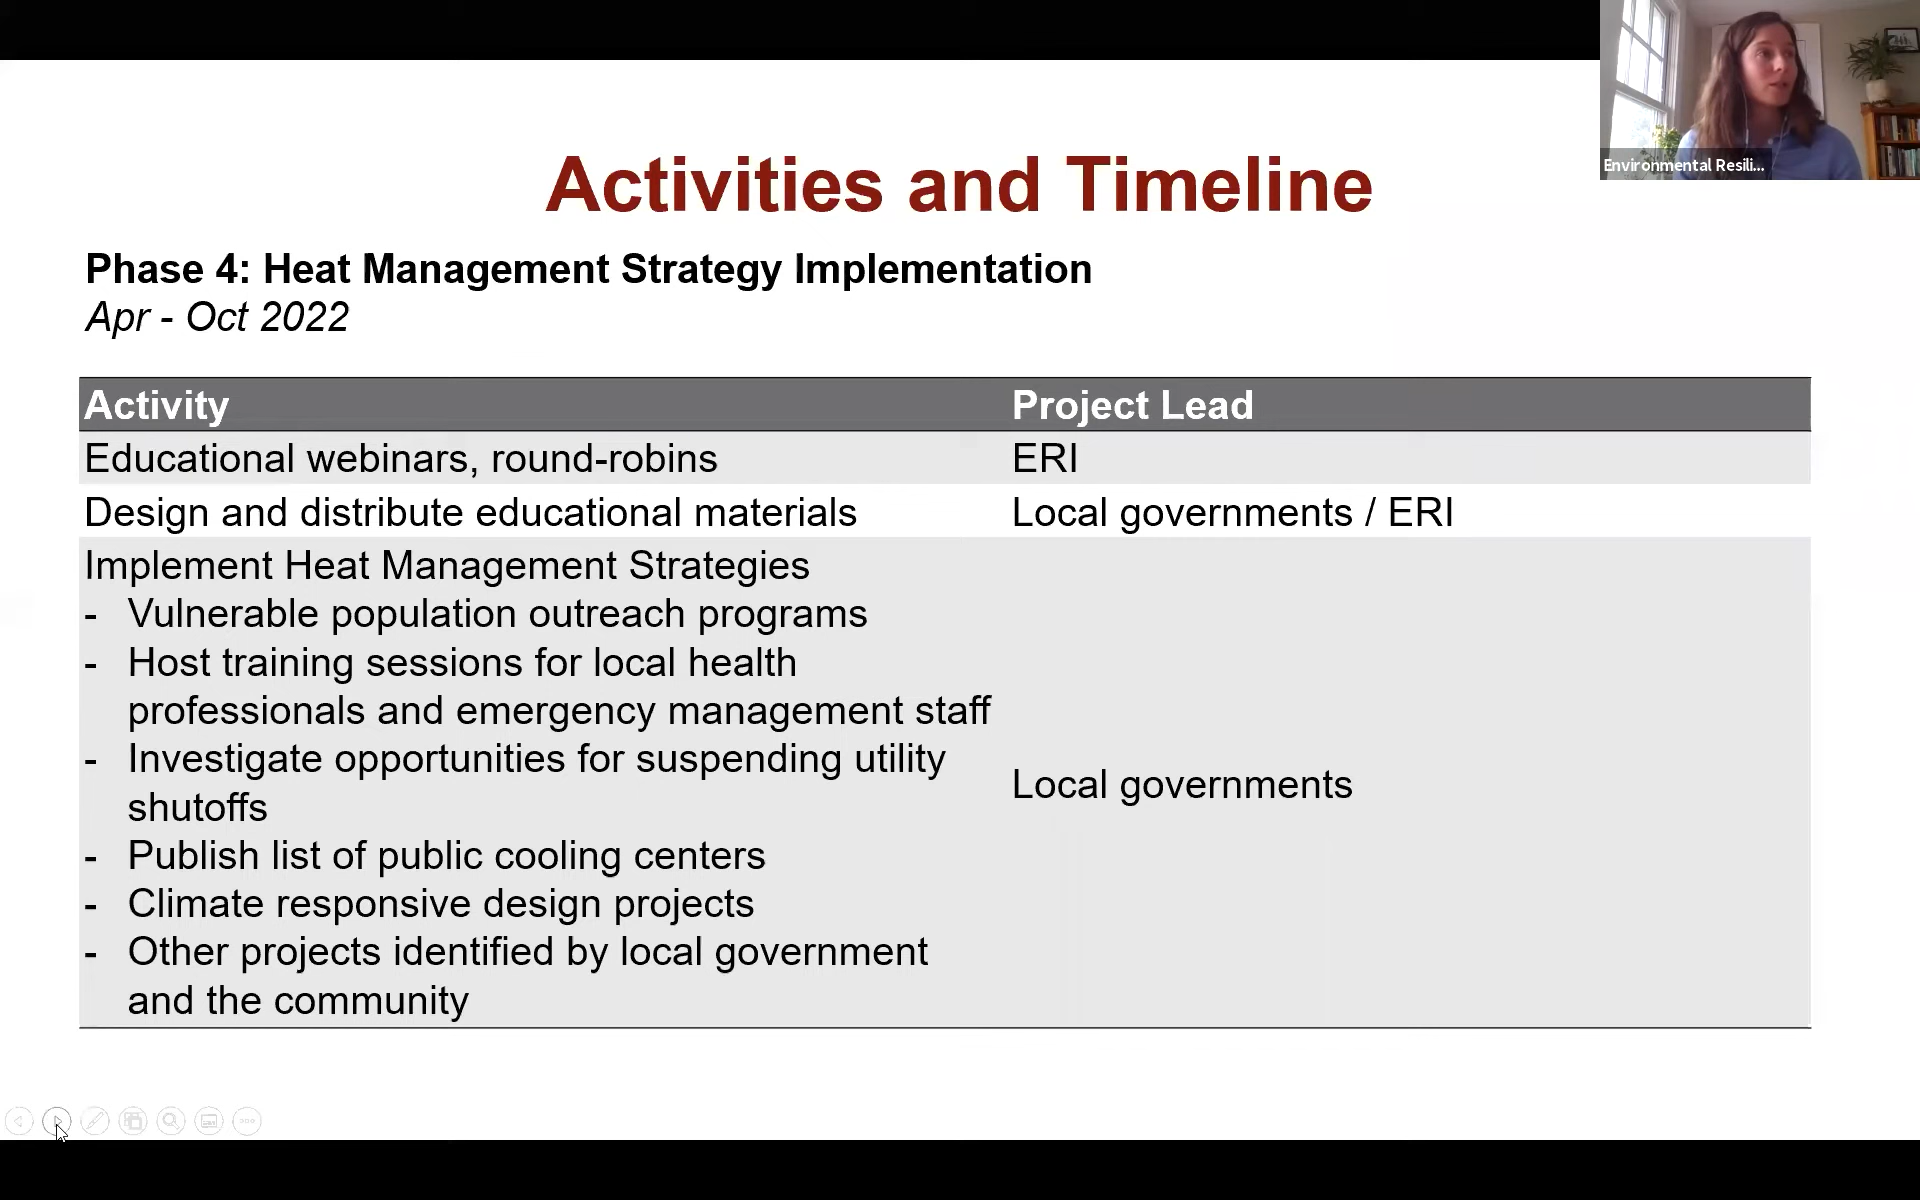 Environmental Resili...
Activities and Timeline
Phase 4: Heat Management Strategy Implementation
Apr - Oct 2022
Activity
Project Lead
Educational webinars, round-robins
ERI
Design and distribute educational materials
Local governments / ERI
Implement Heat Management Strategies
- Vulnerable population outreach programs
- Host training sessions for local health
professionals and emergency management staff
- Investigate opportunities for suspending utility
shutoffs
- Publish list of public cooling centers
- Climate responsive design projects
- Other projects identified by local government
and the community
Local governments